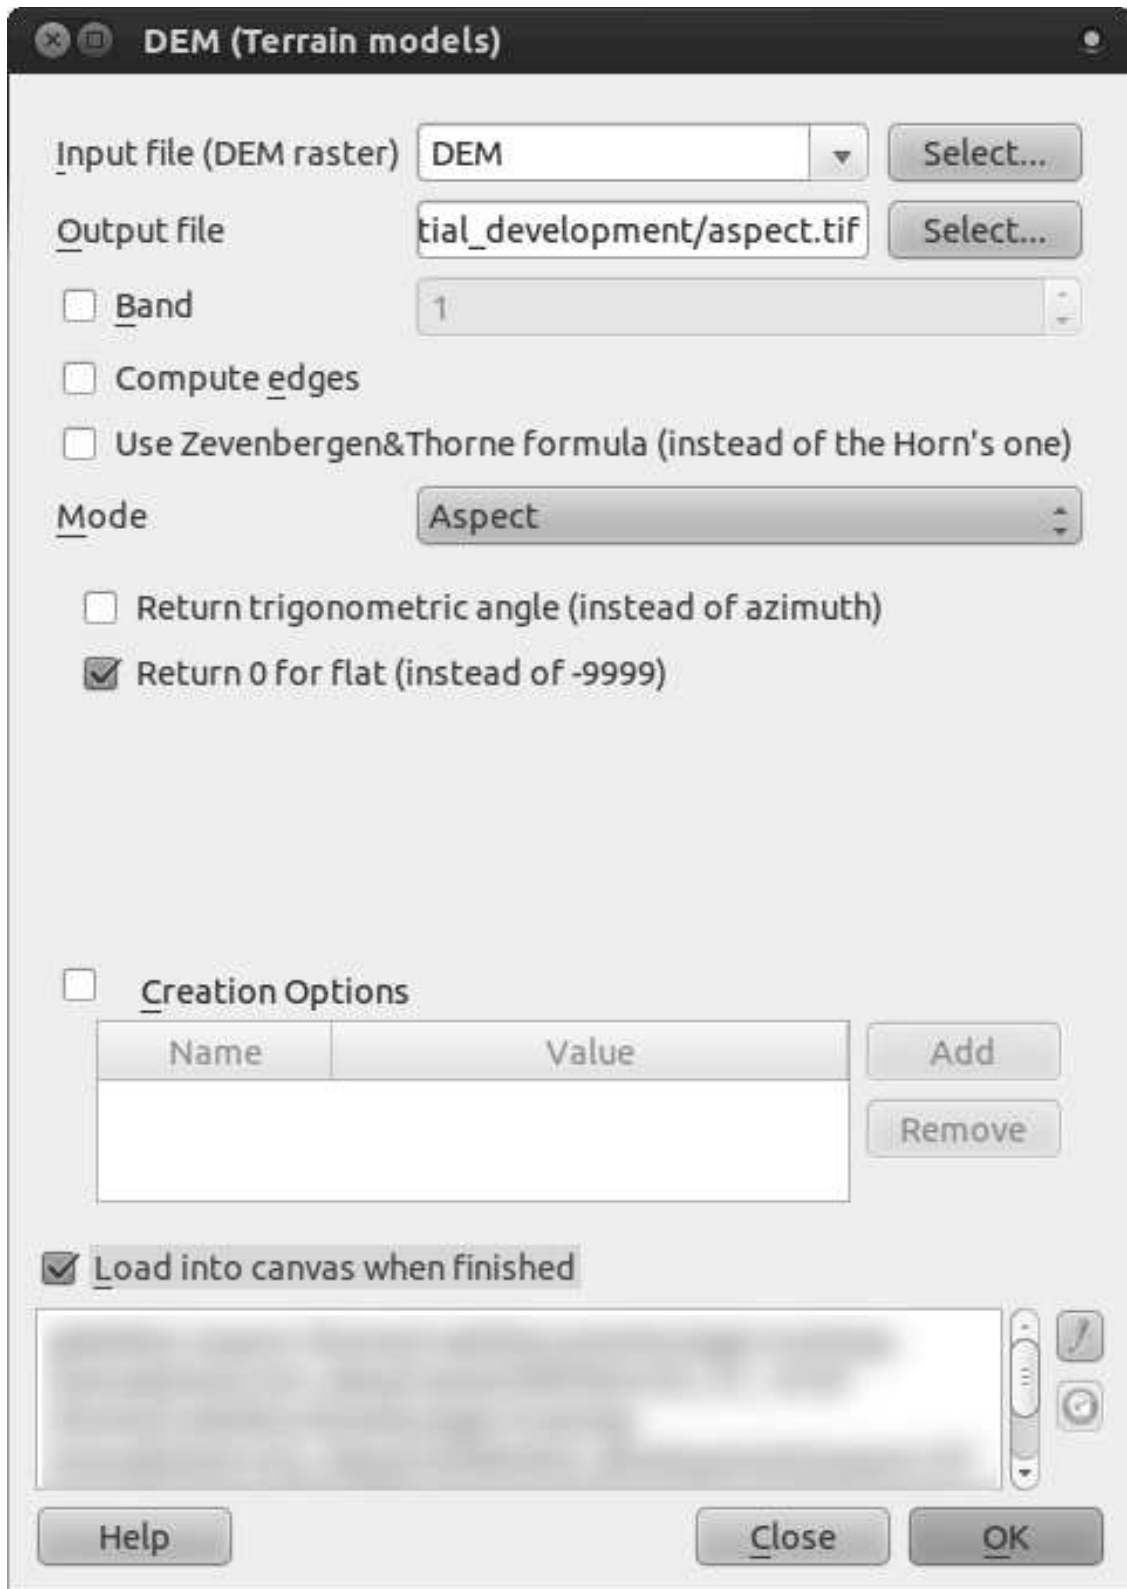 DEM (Terrain models)
Input file (DEM raster) DEM Select...
Output file tial_development/aspect.tif Select...
Band 1
Compute edges
Use Zevenbergen&Thorne formula (instead of the Horn's one)
Mode Aspect
Return trigonometric angle (instead of azimuth)
Return 0 for flat (instead of -9999)
Creation Options
Name Value Add
Remove
Load into canvas when finished
Help Close OK